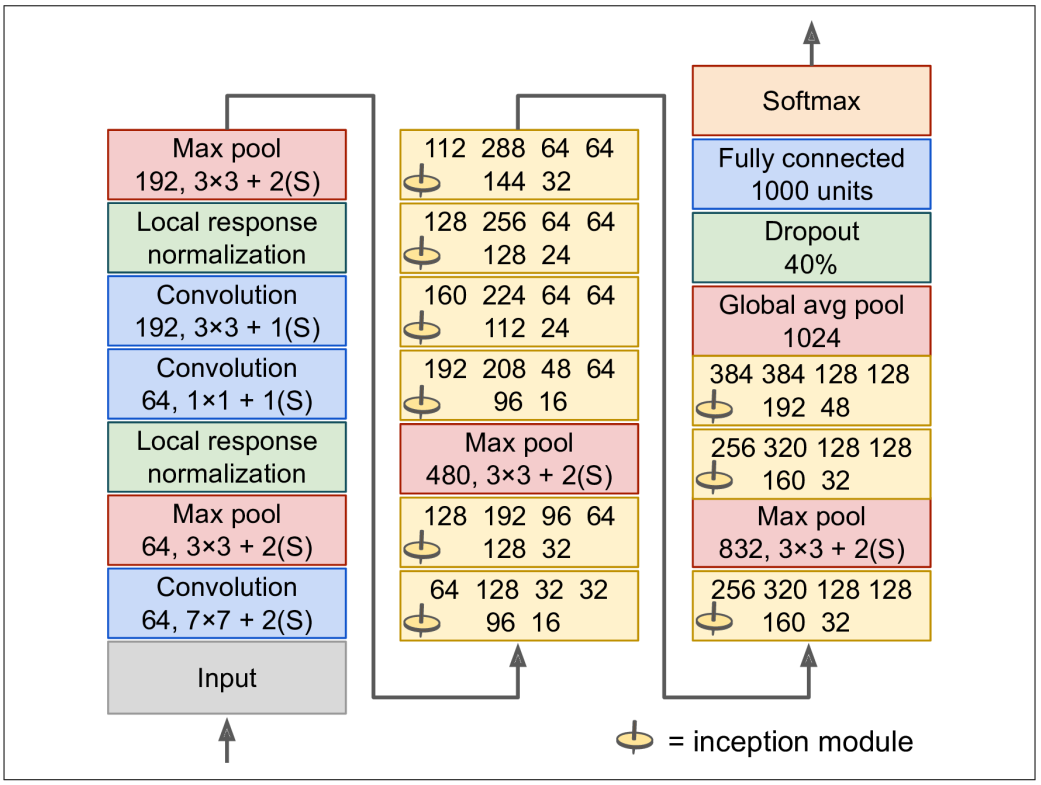 Max pool
192, 3×3 + 2(S)
Local response
normalization
Convolution
192, 3×3 + 1(S)
Convolution
64, 1×1 + 1(S)
Local response
normalization
Max pool
64, 3×3 + 2(S)
Convolution
64, 7×7 + 2(S)
Input
112 288 64 64
144 32
128 256 64 64
128 24
160 224 64 64
112 24
192 208 48 64
96 16
Max pool
480, 3×3 + 2(S)
128 192 96 64
128 32
64 128 32 32
96 16
Softmax
Fully connected
1000 units
Dropout
40%
Global avg pool
1024
384 384 128 128
192 48
256 320 128 128
160 32
Max pool
832, 3×3 + 2(S)
256 320 128 128
160 32
= inception module